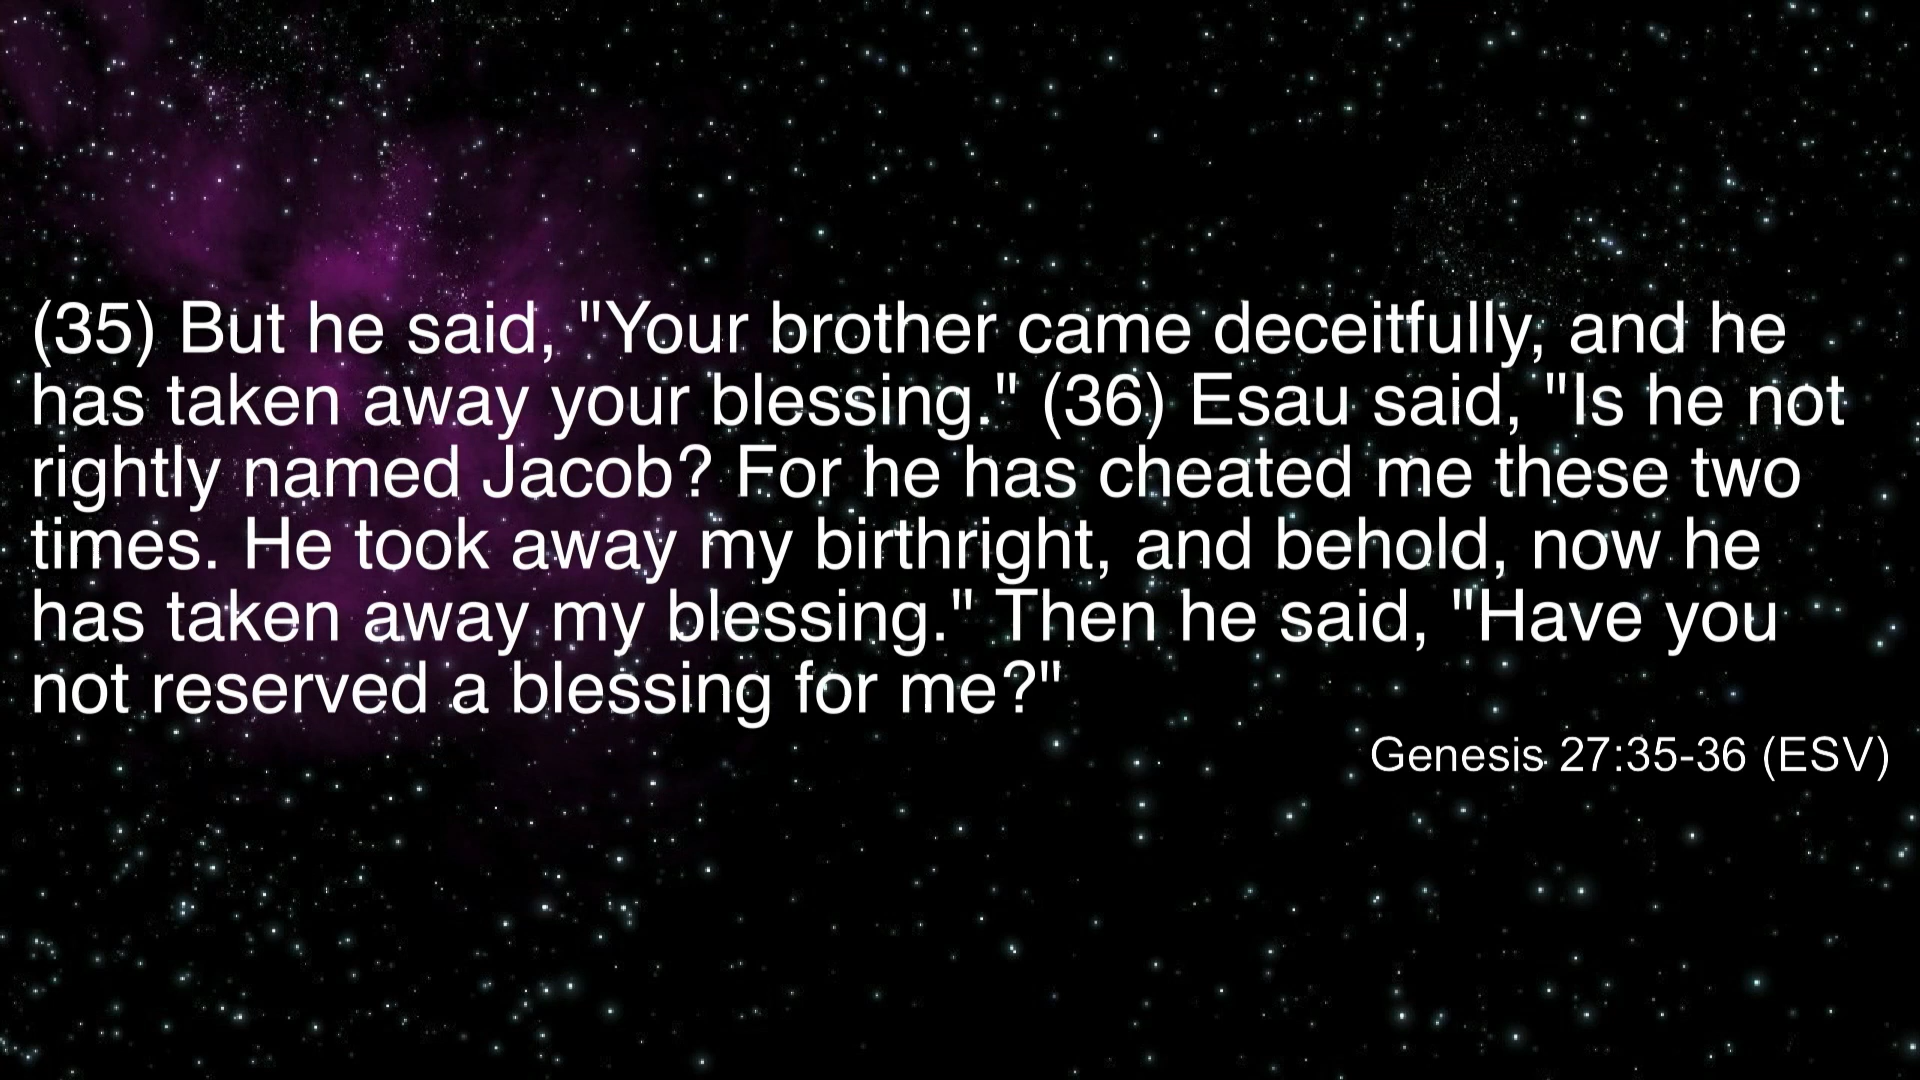 (35) But he said, "Your brother came deceitfully, and he
has taken away your blessing." (36) Esau said, "Is he not
rightly named Jacob? For he has cheated me these two
times. He took away my birthright, and behold, now he
has taken away my blessing." Then he said, "Have you
not reserved a blessing for me?"
Genesis 27:35-36 (ESV)